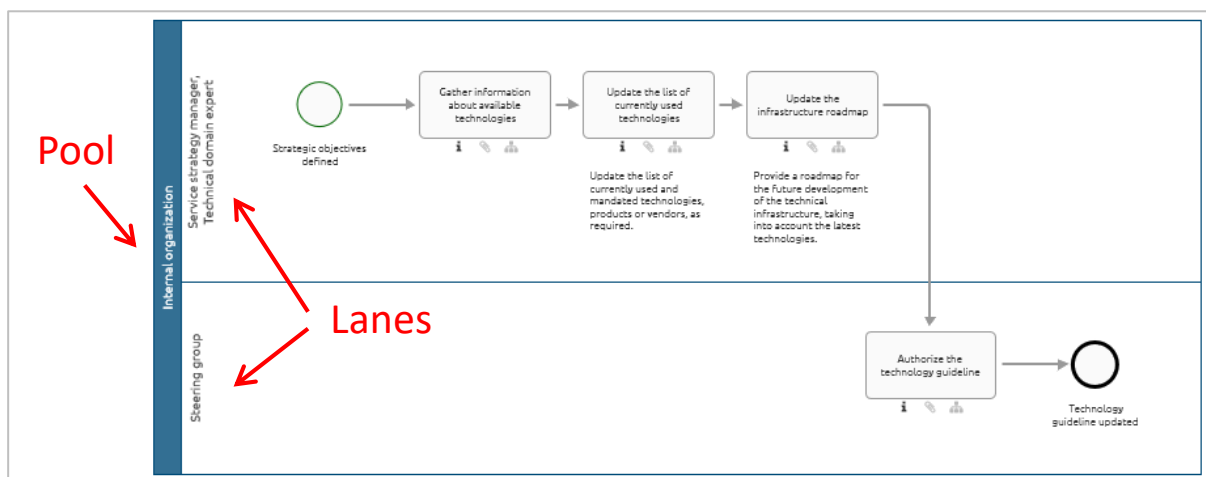 Pool
Internal organization
Service strategy manager,
Technical domain expert
Strategic objectives
defined
Gather information
about available
technologies
Update the list of
currently used
technologies
Update the list of
currently used and
mandated technologies,
products or vendors, as
required.
Update the
infrastructure roadmap
Provide a roadmap for
the future development
of the technical
infrastructure, taking
into account the latest
technologies.
Lanes
Steering group
Authorize the
technology guideline
Technology
guideline updated